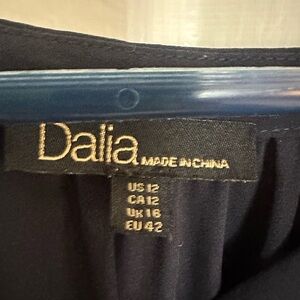 Dalia MADE IN CHINA
US 12
CA 12
UK 16
EU 42